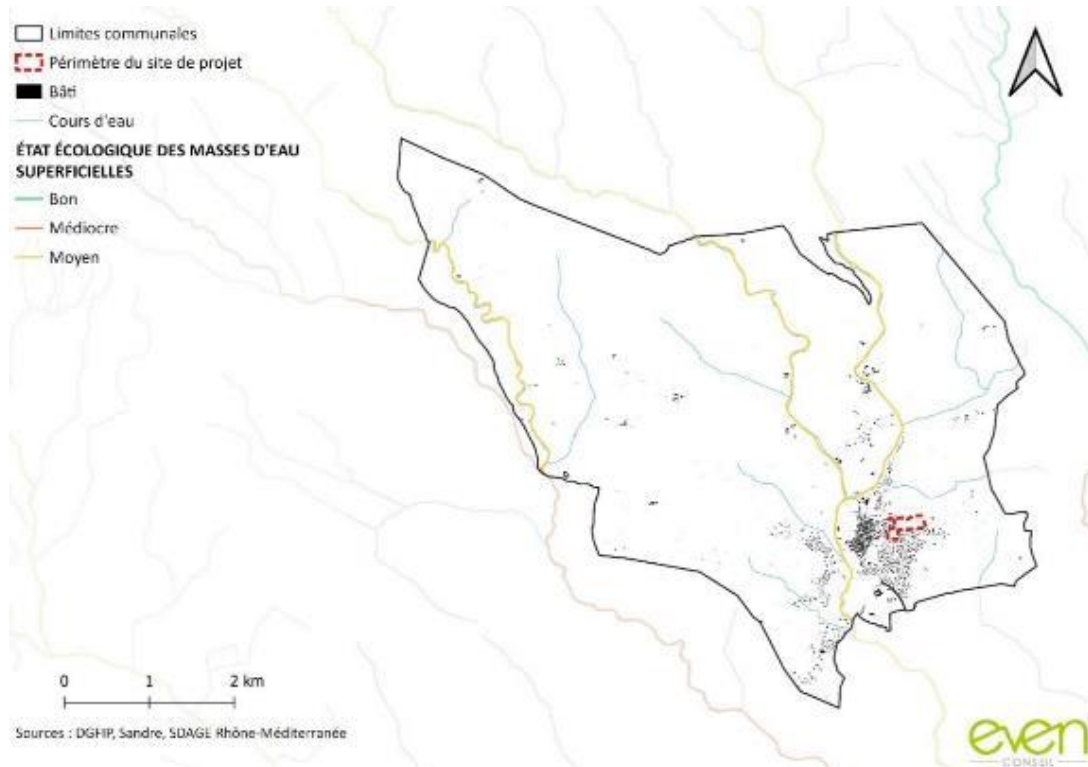 Limites communales
Périmètre du site de projet
Bâti
Cours d'eau
ÉTAT ÉCOLOGIQUE DES MASSES D'EAU
SUPERFICIELLES
Bon
Médiocre
Moyen
0 1 2 km
Sources : DGFIP, Sandre, SDAGE Rhône-Méditerranée
even
CONSEIL